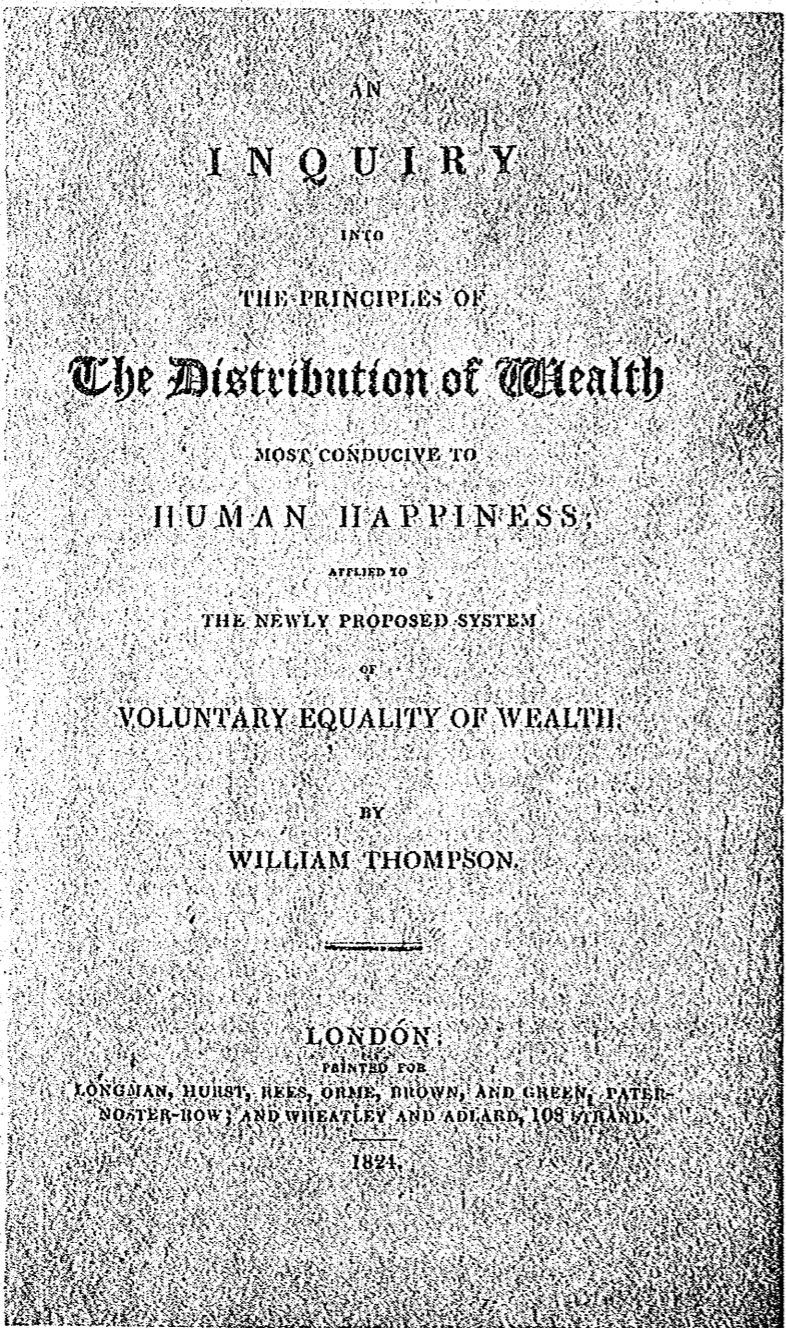 AN
INQUIRY
INTO
THE PRINCIPLES OF
The Distribution of Wealth
MOST CONDUCIVE TO
HUMAN HAPPINESS;
APPLIED TO
THE NEWLY PROPOSED SYSTEM
OF
VOLUNTARY EQUALITY OF WEALTH.
BY
WILLIAM THOMPSON.
LONDON:
PRINTED FOR
LONGMAN, HURST, REES, ORME, BROWN, AND GREEN, PATER-
NOSTER-ROW; AND WHEATLEY AND ADLARD, 108 STRAND.
1824.